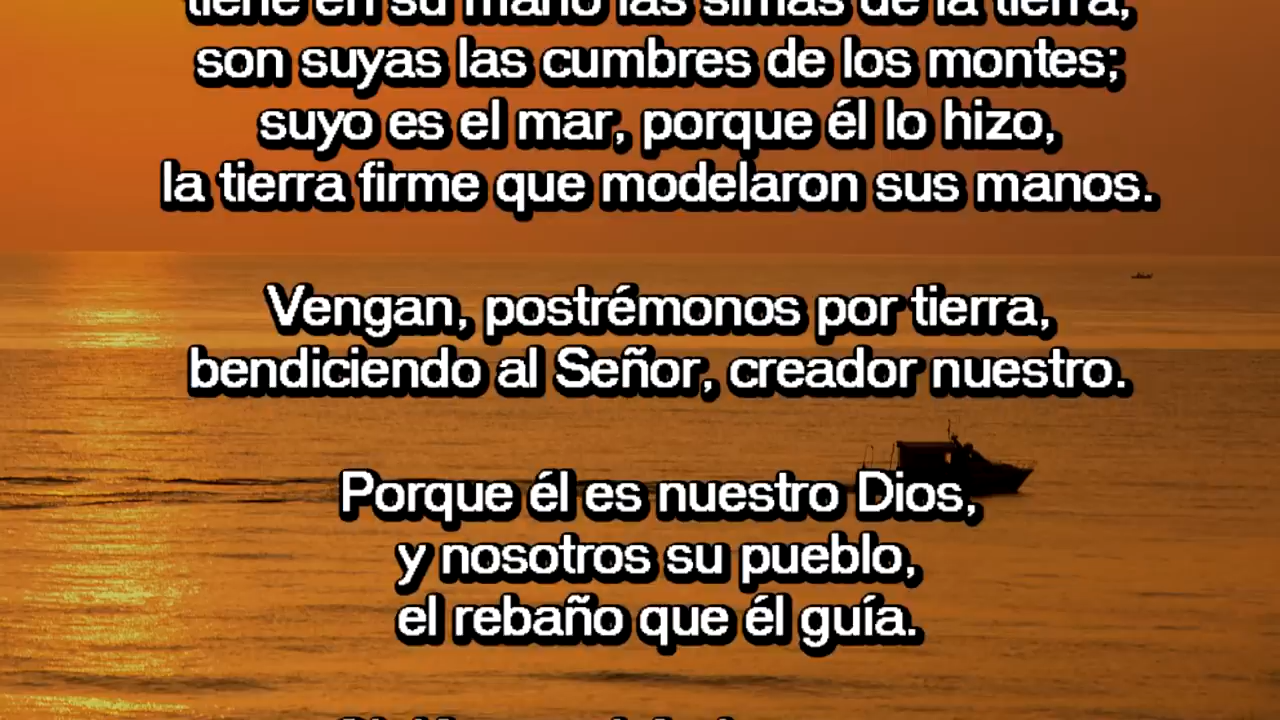 tiene en su mano las simas de la tierra,
son suyas las cumbres de los montes;
suyo es el mar, porque él lo hizo,
la tierra firme que modelaron sus manos.
Vengan, postrémonos por tierra,
bendiciendo al Señor, creador nuestro.
Porque él es nuestro Dios,
y nosotros su pueblo,
el rebaño que él guía.